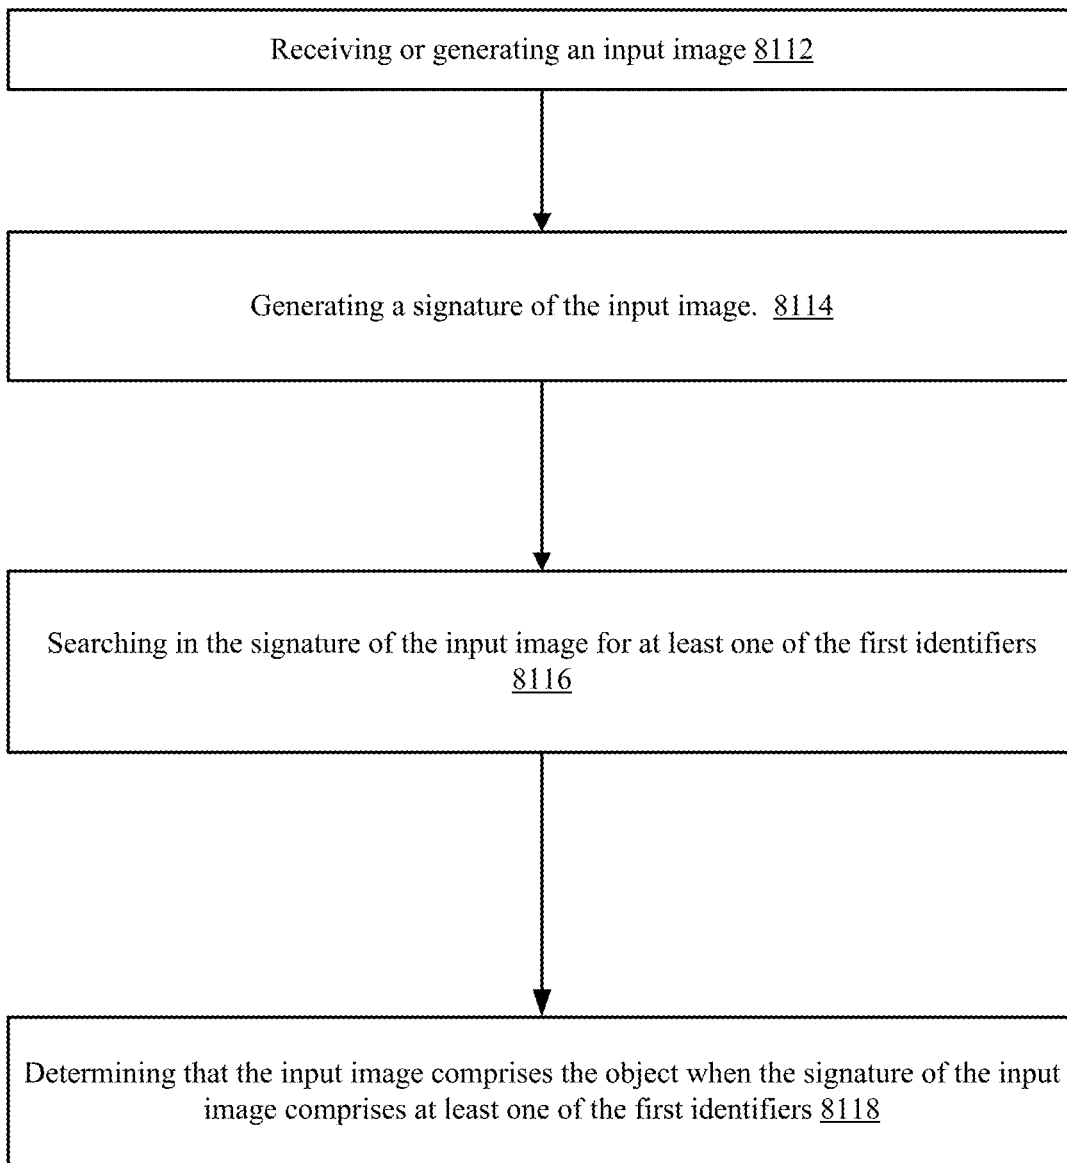 Receiving or generating an input image 8112
Generating a signature of the input image. 8114
Searching in the signature of the input image for at least one of the first identifiers
8116
Determining that the input image comprises the object when the signature of the input
image comprises at least one of the first identifiers 8118